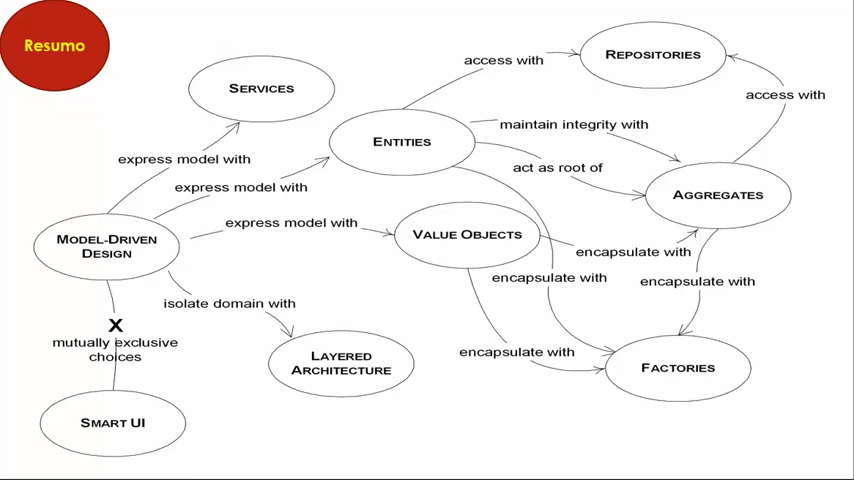 Resumo
REPOSITORIES
access with
SERVICES
access with
maintain integrity with
ENTITIES
express model with
act as root of
express model with
AGGREGATES
express model with
VALUE OBJECTS
MODEL-DRIVEN
DESIGN
encapsulate with
encapsulate with
encapsulate with
isolate domain with
X
mutually exclusive
choices
encapsulate with
LAYERED
ARCHITECTURE
FACTORIES
SMART UI